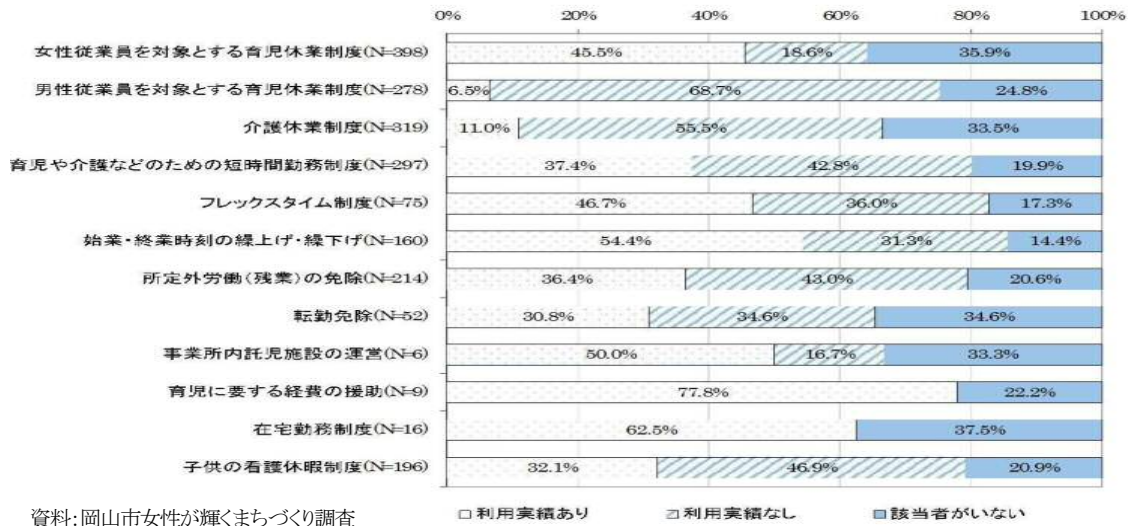 0% 20% 40% 60% 80% 100%
女性従業員を対象とする育児休業制度(N=398) 45.5% 18.6% 35.9%
男性従業員を対象とする育児休業制度(N=278) 6.5% 68.7% 24.8%
介護休業制度(N=319) 11.0% 55.5% 33.5%
育児や介護などのための短時間勤務制度(N=297) 37.4% 42.8% 19.9%
フレックスタイム制度(N=75) 46.7% 36.0% 17.3%
始業・終業時刻の繰上げ・繰下げ(N=160) 54.4% 31.3% 14.4%
所定外労働(残業)の免除(N=214) 36.4% 43.0% 20.6%
転勤免除(N=52) 30.8% 34.6% 34.6%
事業所内託児施設の運営(N=6) 50.0% 16.7% 33.3%
育児に要する経費の援助(N=9) 77.8% 22.2%
在宅勤務制度(N=16) 62.5% 37.5%
子供の看護休暇制度(N=196) 32.1% 46.9% 20.9%
資料:岡山市女性が輝くまちづくり調査 利用実績あり 利用実績なし 該当者がいない